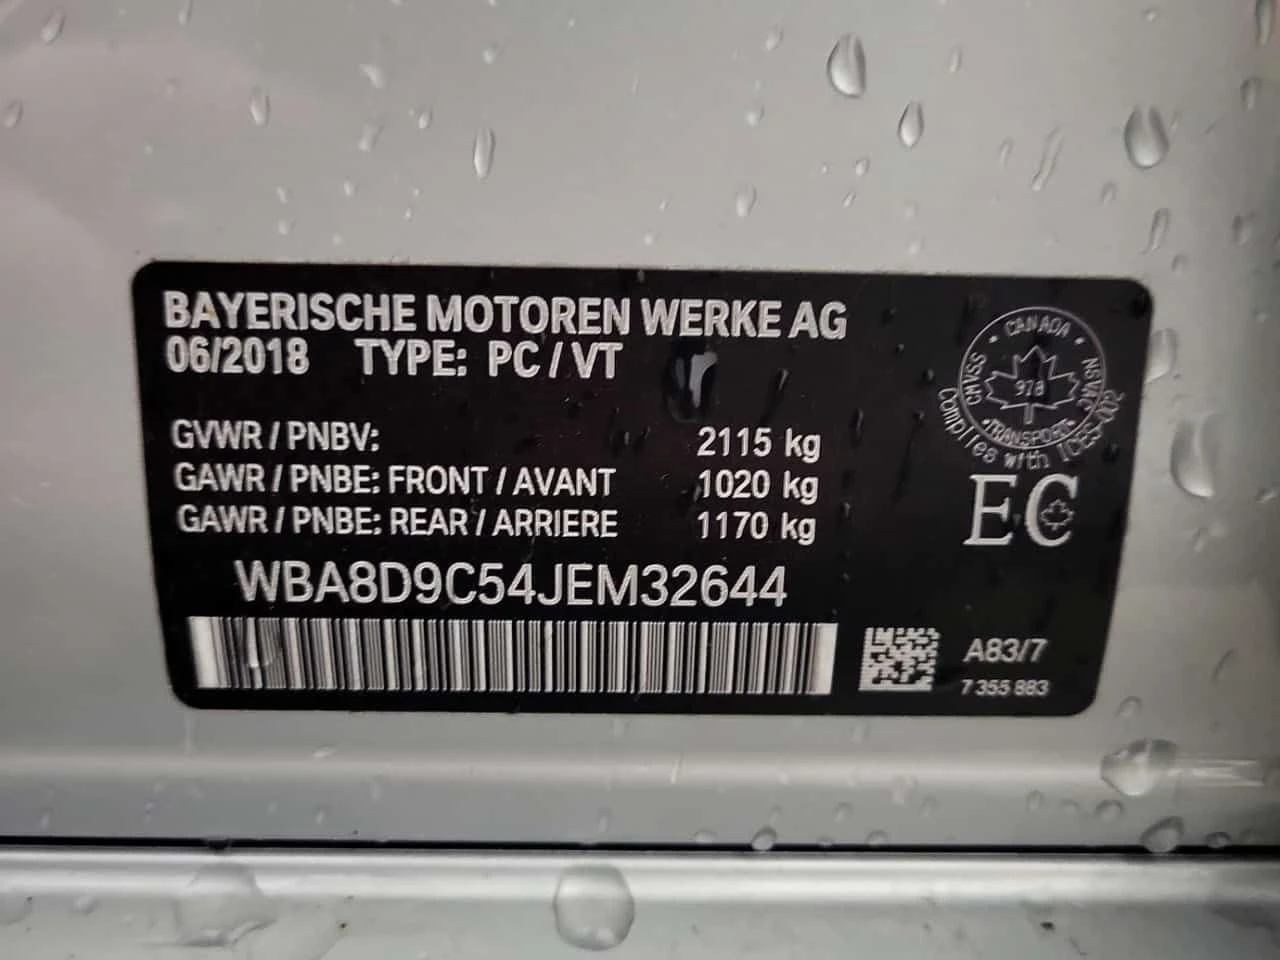 BAYERISCHE MOTOREN WERKE AG
06/2018 TYPE: PC / VT
GVWR / PNBV: 2115 kg
GAWR / PNBE: FRONT / AVANT 1020 kg
GAWR / PNBE: REAR / ARRIERE 1170 kg
WBA8D9C54JEM32644
CANADA
CMVSS
NSVAC
978
TRANSPORT
Complies with ICES-002
EC
A83/7
7 355 883